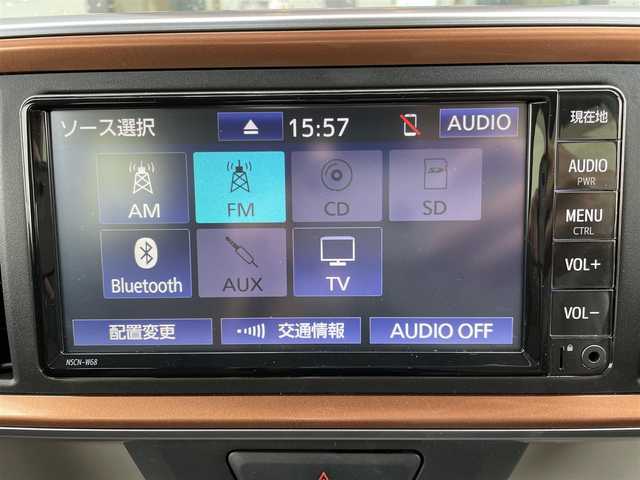 ソース選択
15:57
AUDIO
AM
FM
CD
SD
Bluetooth
AUX
TV
配置変更
交通情報
AUDIO OFF
NSCN-W68
現在地
AUDIO
PWR
MENU
CTRL
VOL+
VOL-